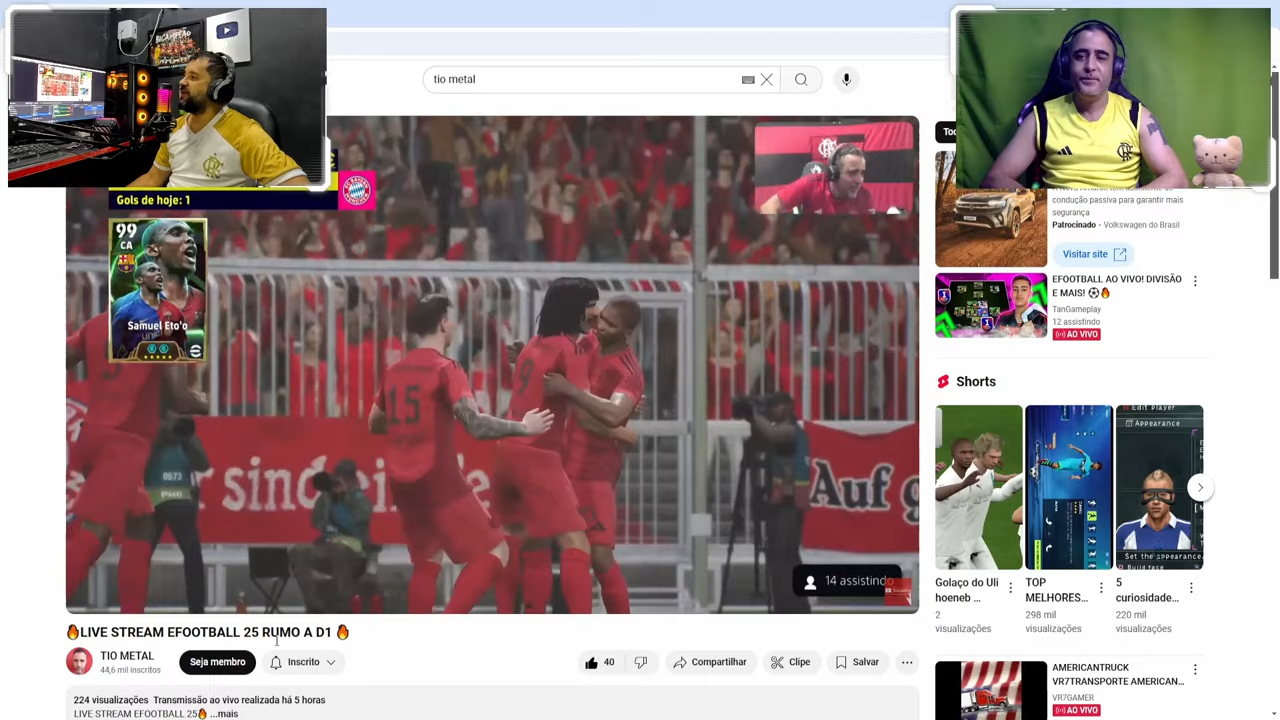 BICAMPEÃO
tio metal
Gols de hoje: 1
99
CA
Samuel Eto'o
15
9
8673
r sind eine
Auf g
14 assistindo
🔥LIVE STREAM EFOOTBALL 25 RUMO A D1 🔥
TIO METAL
44,6 mil inscritos
Seja membro
Inscrito
40
Compartilhar
Clipe
Salvar
224 visualizações Transmissão ao vivo realizada há 5 horas
LIVE STREAM EFOOTBALL 25🔥 ...mais
condução passiva para garantir mais
segurança
Patrocinado · Volkswagen do Brasil
Visitar site
EFOOTBALL AO VIVO! DIVISÃO
E MAIS! ⚽🔥
TanGameplay
12 assistindo
AO VIVO
Shorts
Edit player
Appearance
Set the appearance
Golaço do Uli
hoeneb ...
2
visualizações
TOP
MELHORES...
298 mil
visualizações
5
curiosidade...
220 mil
visualizações
AMERICANTRUCK
VR7TRANSPORTE AMERICAN...
VR7GAMER
AO VIVO